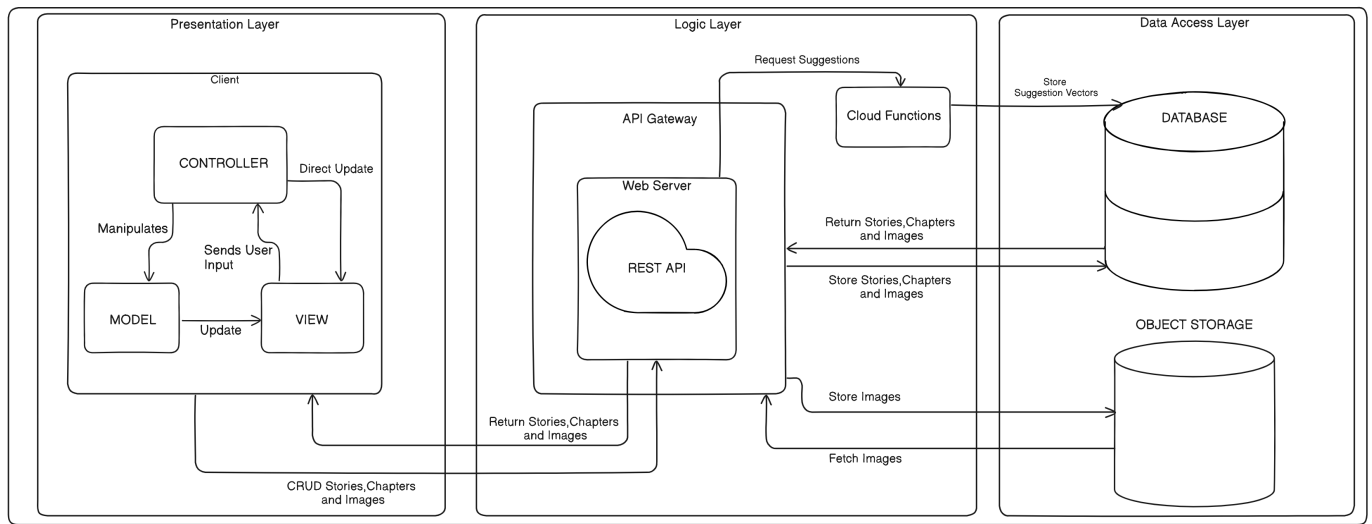 Presentation Layer
Client
CONTROLLER
Direct Update
Manipulates
Sends User
Input
MODEL
Update
VIEW
Logic Layer
Request Suggestions
Cloud Functions
API Gateway
Web Server
REST API
Return Stories,Chapters
and Images
CRUD Stories,Chapters
and Images
Data Access Layer
Store
Suggestion Vectors
DATABASE
Return Stories,Chapters
and Images
Store Stories,Chapters
and Images
OBJECT STORAGE
Store Images
Fetch Images